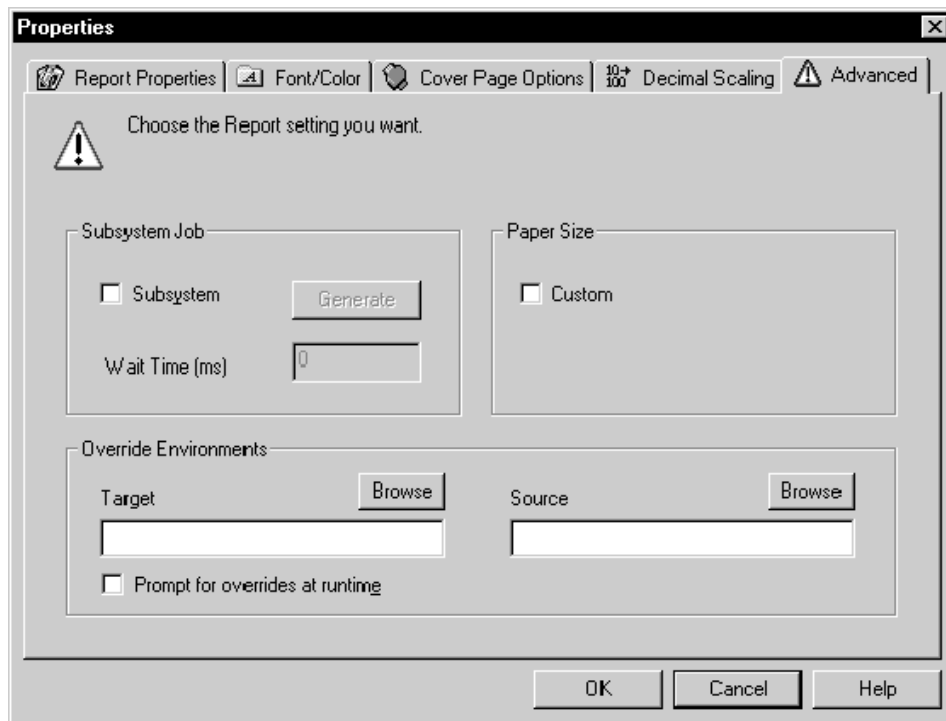 Properties
Report Properties
Font/Color
Cover Page Options
Decimal Scaling
Advanced
Choose the Report setting you want.
Subsystem Job
Paper Size
Subsystem
Generate
Custom
Wait Time (ms)
0
Override Environments
Target
Browse
Source
Browse
Prompt for overrides at runtime
OK
Cancel
Help